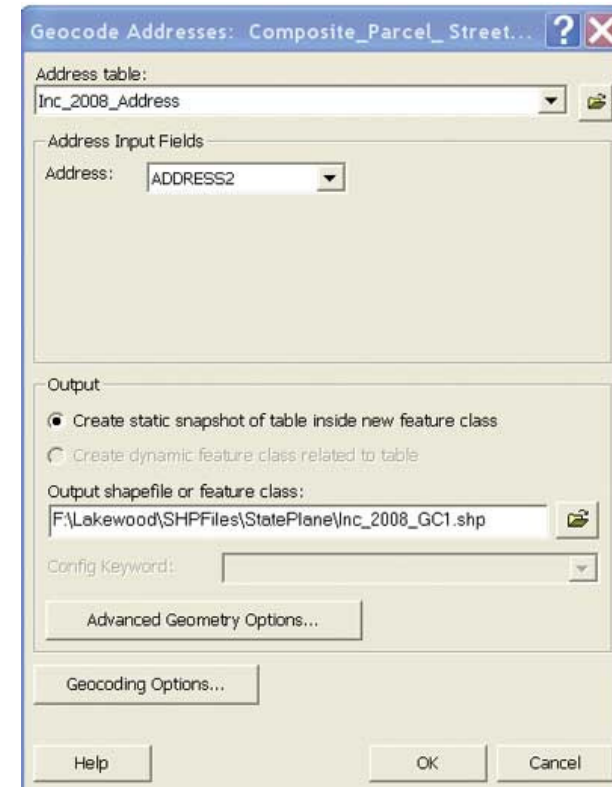 Geocode Addresses: Composite_Parcel_ Street...
Address table:
Inc_2008_Address
Address Input Fields
Address: ADDRESS2
Output
Create static snapshot of table inside new feature class
Create dynamic feature class related to table
Output shapefile or feature class:
F:\Lakewood\SHPFiles\StatePlane\Inc_2008_GC1.shp
Config Keyword:
Advanced Geometry Options...
Geocoding Options...
Help OK Cancel